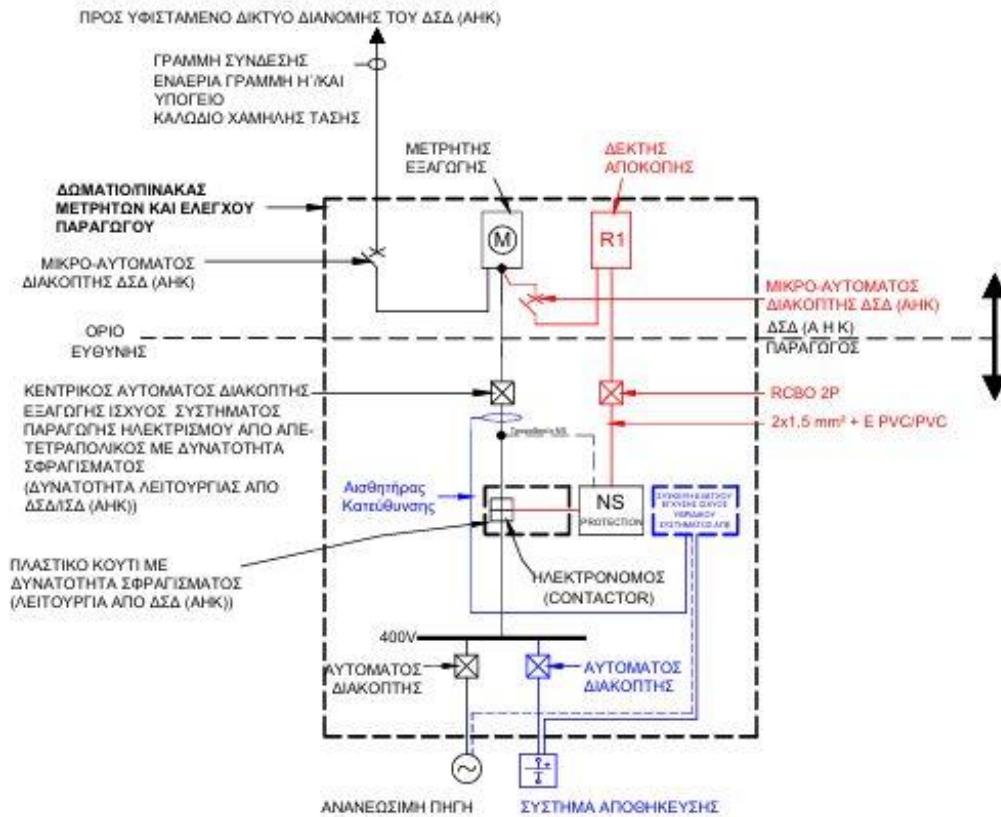 ΠΡΟΣ ΥΦΙΣΤΑΜΕΝΟ ΔΙΚΤΥΟ ΔΙΑΝΟΜΗΣ ΤΟΥ ΔΣΔ (ΑΗΚ)
ΓΡΑΜΜΗ ΣΥΝΔΕΣΗΣ
ΕΝΑΕΡΙΑ ΓΡΑΜΜΗ Η΄/ΚΑΙ
ΥΠΟΓΕΙΟ
ΚΑΛΩΔΙΟ ΧΑΜΗΛΗΣ ΤΑΣΗΣ
ΜΕΤΡΗΤΗΣ
ΕΞΑΓΩΓΗΣ
ΔΕΚΤΗΣ
ΑΠΟΚΟΠΗΣ
ΔΩΜΑΤΙΟ/ΠΙΝΑΚΑΣ
ΜΕΤΡΗΤΩΝ ΚΑΙ ΕΛΕΓΧΟΥ
ΠΑΡΑΓΩΓΟΥ
M
R1
ΜΙΚΡΟ-ΑΥΤΟΜΑΤΟΣ
ΔΙΑΚΟΠΤΗΣ ΔΣΔ (ΑΗΚ)
ΜΙΚΡΟ-ΑΥΤΟΜΑΤΟΣ
ΔΙΑΚΟΠΤΗΣ ΔΣΔ (ΑΗΚ)
ΟΡΙΟ
ΕΥΘΥΝΗΣ
ΔΣΔ (Α Η Κ)
ΠΑΡΑΓΩΓΟΣ
ΚΕΝΤΡΙΚΟΣ ΑΥΤΟΜΑΤΟΣ ΔΙΑΚΟΠΤΗΣ
ΕΞΑΓΩΓΗΣ ΙΣΧΥΟΣ ΣΥΣΤΗΜΑΤΟΣ
ΠΑΡΑΓΩΓΗΣ ΗΛΕΚΤΡΙΣΜΟΥ ΑΠΟ ΑΠΕ-
ΤΕΤΡΑΠΟΛΙΚΟΣ ΜΕ ΔΥΝΑΤΟΤΗΤΑ
ΣΦΡΑΓΙΣΜΑΤΟΣ
(ΔΥΝΑΤΟΤΗΤΑ ΛΕΙΤΟΥΡΓΙΑΣ ΑΠΟ
ΔΣΔ/ΙΣΔ (ΑΗΚ))
RCBO 2P
2x1,5 mm² + E PVC/PVC
Αισθητήρας
Κατεύθυνσης
NS
PROTECTION
ΠΛΑΣΤΙΚΟ ΚΟΥΤΙ ΜΕ
ΔΥΝΑΤΟΤΗΤΑ ΣΦΡΑΓΙΣΜΑΤΟΣ
(ΛΕΙΤΟΥΡΓΙΑ ΑΠΟ ΔΣΔ (ΑΗΚ))
ΗΛΕΚΤΡΟΝΟΜΟΣ
(CONTACTOR)
400V
ΑΥΤΟΜΑΤΟΣ
ΔΙΑΚΟΠΤΗΣ
ΑΥΤΟΜΑΤΟΣ
ΔΙΑΚΟΠΤΗΣ
ΑΝΑΝΕΩΣΙΜΗ ΠΗΓΗ
ΣΥΣΤΗΜΑ ΑΠΟΘΗΚΕΥΣΗΣ